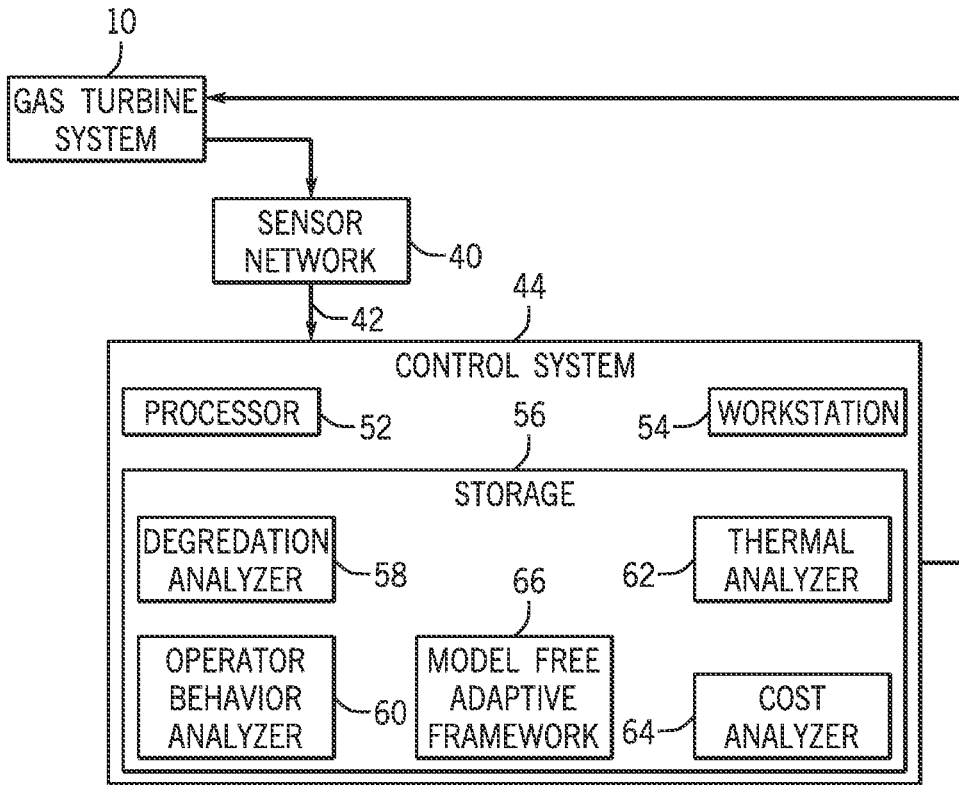 10
GAS TURBINE
SYSTEM
SENSOR
NETWORK
40
42
44
CONTROL SYSTEM
PROCESSOR
52
56
54
WORKSTATION
STORAGE
DEGREDATION
ANALYZER
58
66
62
THERMAL
ANALYZER
OPERATOR
BEHAVIOR
ANALYZER
60
MODEL FREE
ADAPTIVE
FRAMEWORK
64
COST
ANALYZER